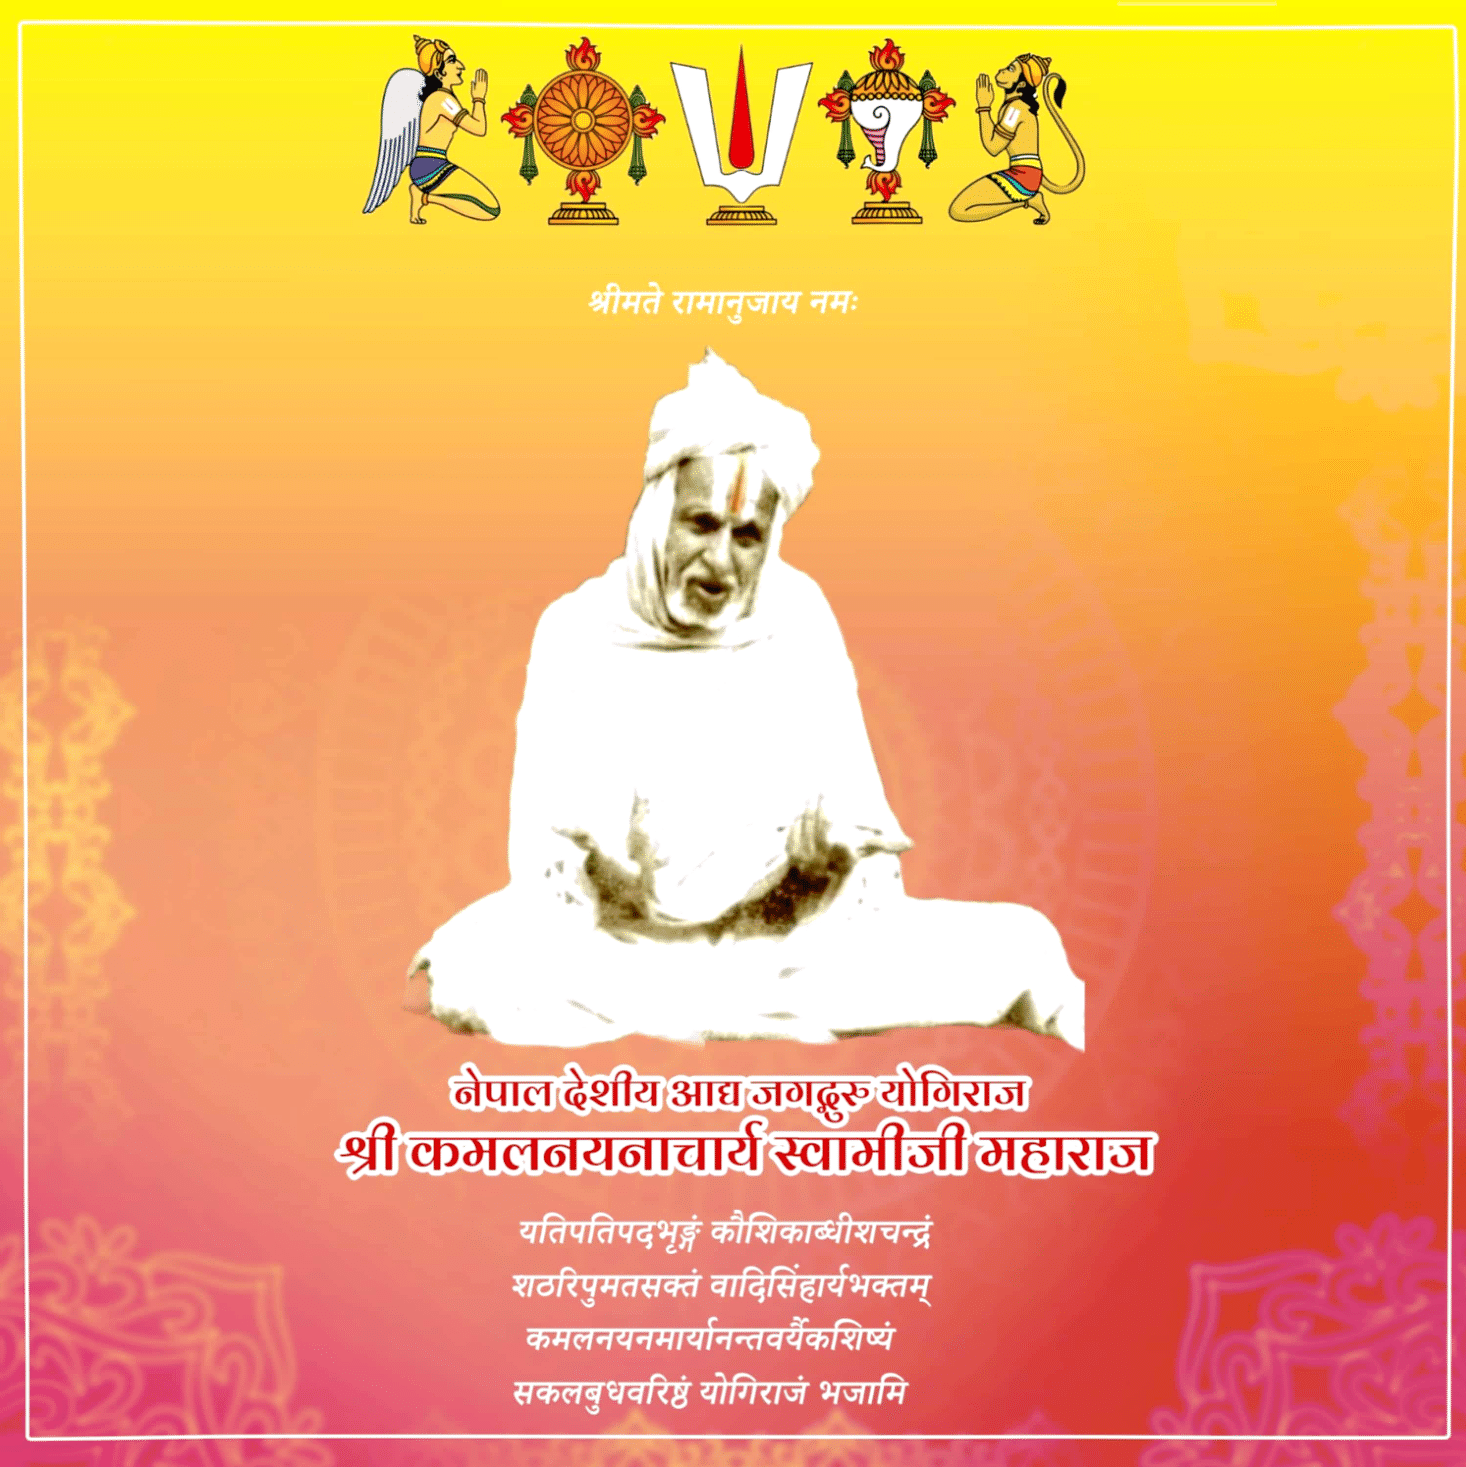 श्रीमते रामानुजाय नमः
नेपाल देशीय आद्य जगद्गुरु योगिराज
श्री कमलनयनाचार्य स्वामीजी महाराज
यतिपतिपदभृङ्गं कौशिकाब्धीशचन्द्रं
शठरिपुमतसक्तं वादिसिंहार्यभक्तम्
कमलनयनमार्यानन्तवर्यैकशिष्यं
सकलबुधवरिष्ठं योगिराजं भजामि